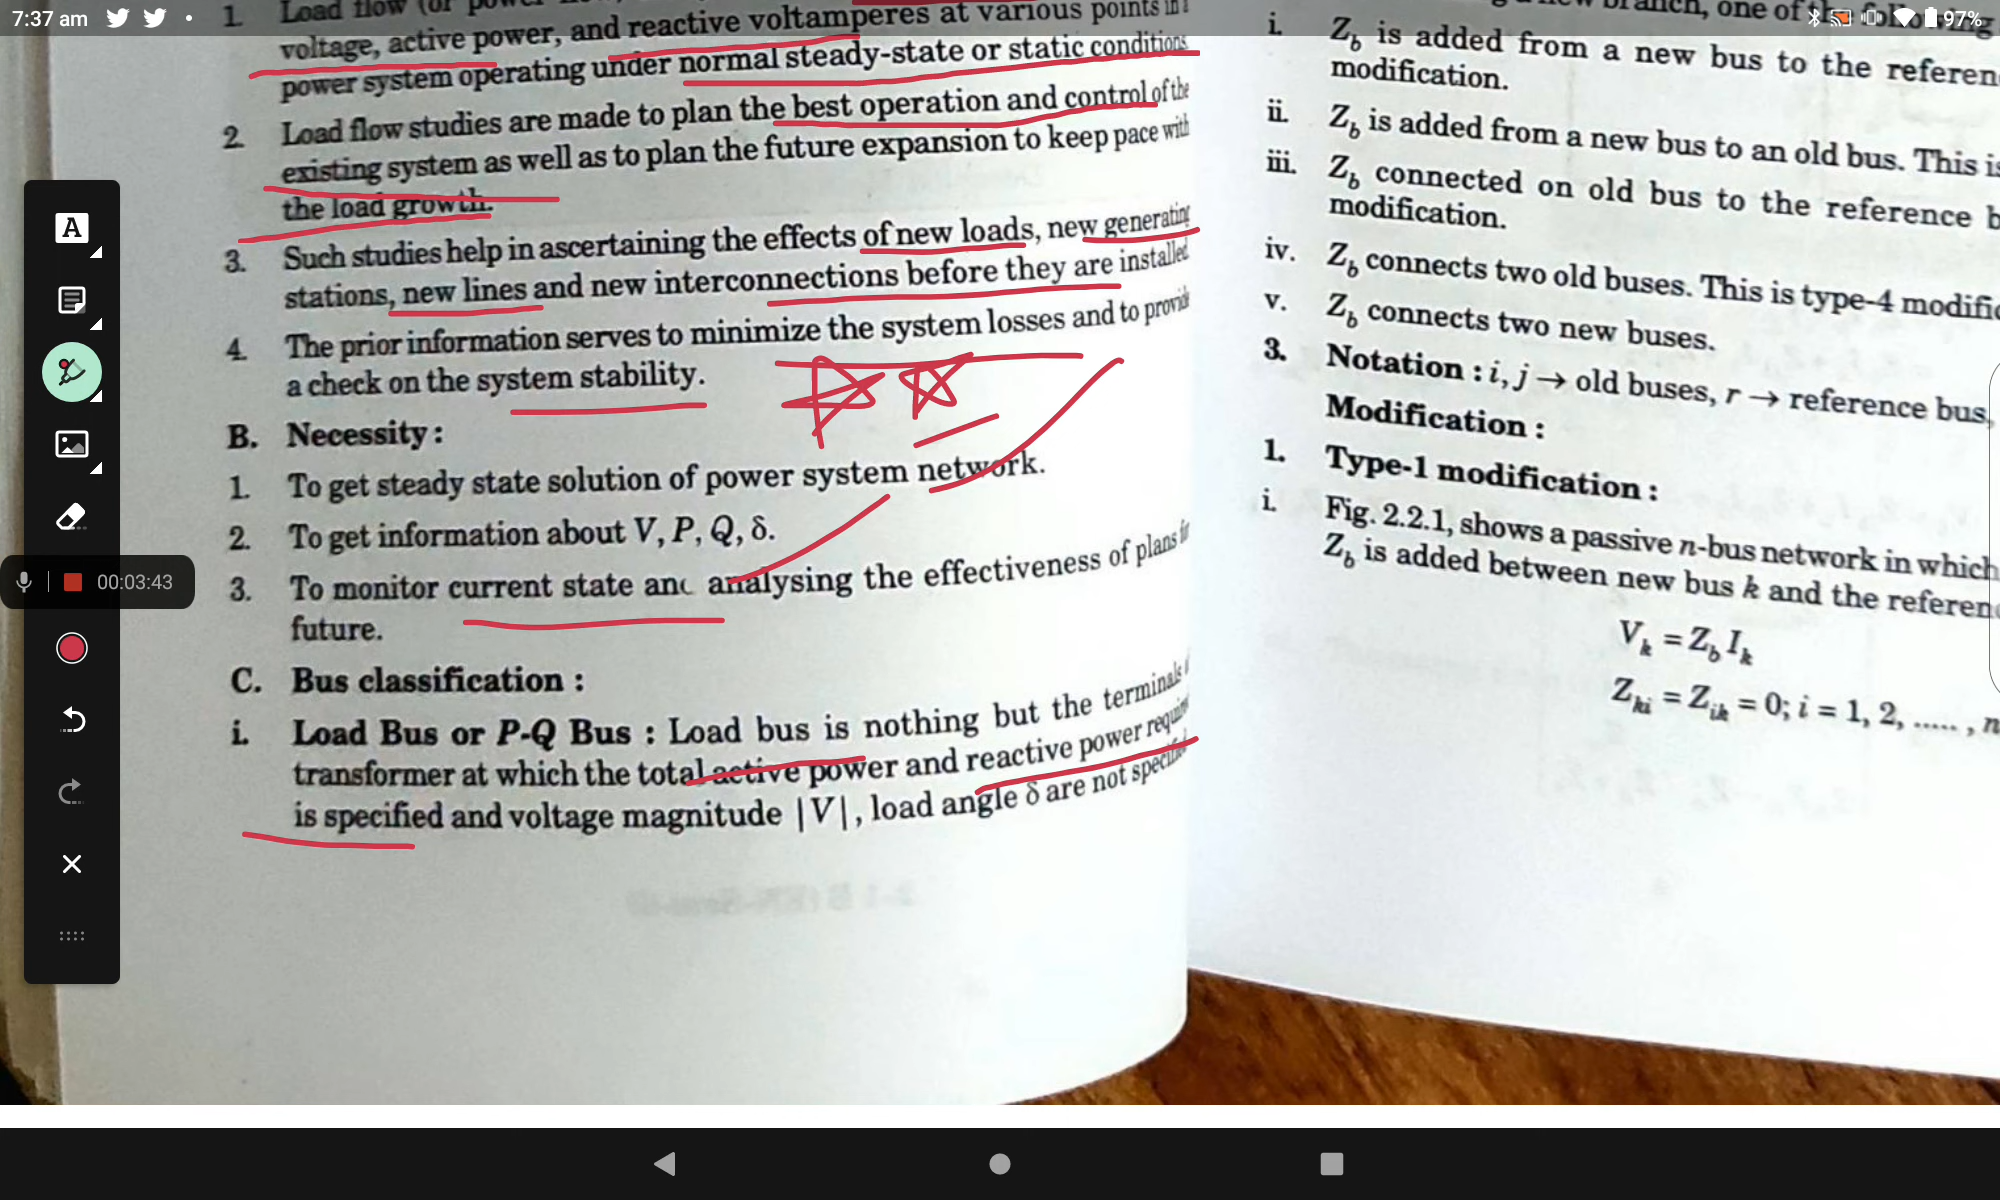 7:37 am
97%
1. Load flow (or
voltage, active power, and reactive voltamperes at various points in a
power system operating under normal steady-state or static conditions
2. Load flow studies are made to plan the best operation and control of the
existing system as well as to plan the future expansion to keep pace with
the load growth.
3. Such studies help in ascertaining the effects of new loads, new generating
stations, new lines and new interconnections before they are installed
4. The prior information serves to minimize the system losses and to provide
a check on the system stability.
B. Necessity :
1. To get steady state solution of power system network.
2. To get information about V, P, Q, δ.
3. To monitor current state and analysing the effectiveness of plans
future.
C. Bus classification :
i. Load Bus or P-Q Bus : Load bus is nothing but the terminals
transformer at which the total active power and reactive power
is specified and voltage magnitude |V|, load angle δ are not
A
00:03:43
branch, one of the following
i. Z_b is added from a new bus to the
modification.
ii. Z_b is added from a new bus to an old bus. This is
iii. Z_b connected on old bus to the reference b
modification.
iv. Z_b connects two old buses. This is type-4
v. Z_b connects two new buses.
3. Notation : i, j → old buses, r → reference bus,
Modification :
1. Type-1 modification :
i. Fig. 2.2.1, shows a passive n-bus network in which
Z_b is added between new bus k and the
V_k = Z_b I_k
Z_ki = Z_ik = 0; i = 1, 2, ..... , n